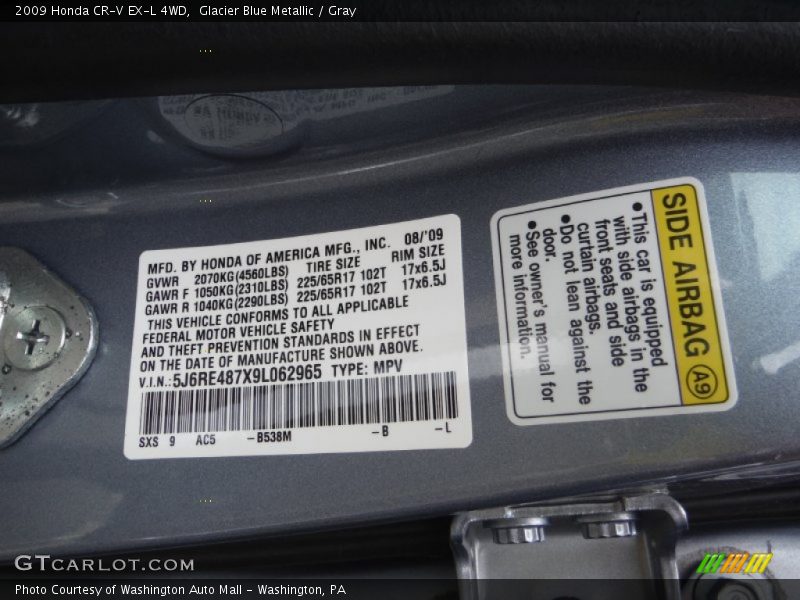 2009 Honda CR-V EX-L 4WD,  Glacier Blue Metallic / Gray
MFD. BY HONDA OF AMERICA MFG., INC. 08/'09
GVWR 2070KG(4560LBS) TIRE SIZE RIM SIZE
GAWR F 1050KG(2310LBS) 225/65R17 102T 17x6.5J
GAWR R 1040KG(2290LBS) 225/65R17 102T 17x6.5J
THIS VEHICLE CONFORMS TO ALL APPLICABLE
FEDERAL MOTOR VEHICLE SAFETY
AND THEFT PREVENTION STANDARDS IN EFFECT
ON THE DATE OF MANUFACTURE SHOWN ABOVE.
V.I.N.:5J6RE487X9L062965 TYPE: MPV
SXS 9 AC5 -B538M -B -L
SIDE AIRBAG A9
•This car is equipped
with side airbags in the
front seats and side
curtain airbags.
•Do not lean against the
door.
•See owner's manual for
more information.
GTCARLOT.COM
Photo Courtesy of Washington Auto Mall - Washington, PA